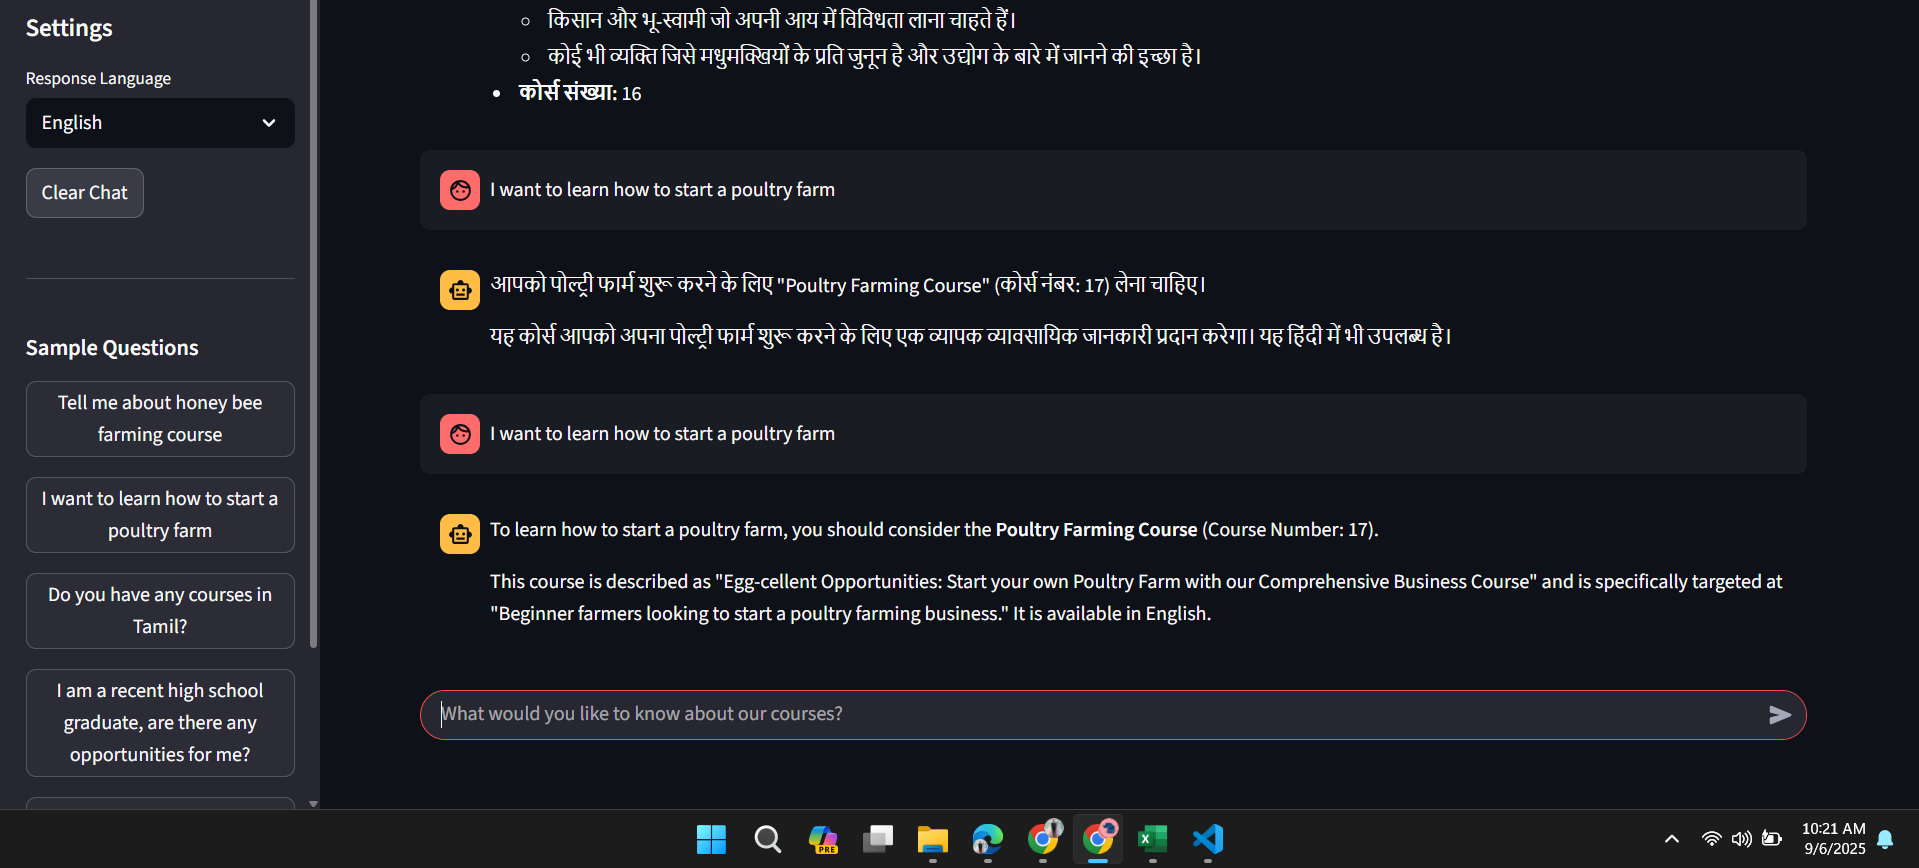 Settings
Response Language
English
Clear Chat
Sample Questions
Tell me about honey bee
farming course
I want to learn how to start a
poultry farm
Do you have any courses in
Tamil?
I am a recent high school
graduate, are there any
opportunities for me?
किसान और भू-स्वामी जो अपनी आय में विविधता लाना चाहते हैं।
कोई भी व्यक्ति जिसे मधुमक्खियों के प्रति जुनून है और उद्योग के बारे में जानने की इच्छा है।
कोर्स संख्या: 16
I want to learn how to start a poultry farm
आपको पोल्ट्री फार्म शुरू करने के लिए "Poultry Farming Course" (कोर्स नंबर: 17) लेना चाहिए।
यह कोर्स आपको अपना पोल्ट्री फार्म शुरू करने के लिए एक व्यापक व्यावसायिक जानकारी प्रदान करेगा। यह हिंदी में भी उपलब्ध है।
I want to learn how to start a poultry farm
To learn how to start a poultry farm, you should consider the Poultry Farming Course (Course Number: 17).
This course is described as "Egg-cellent Opportunities: Start your own Poultry Farm with our Comprehensive Business Course" and is specifically targeted at
"Beginner farmers looking to start a poultry farming business." It is available in English.
What would you like to know about our courses?
PRE
10:21 AM
9/6/2025